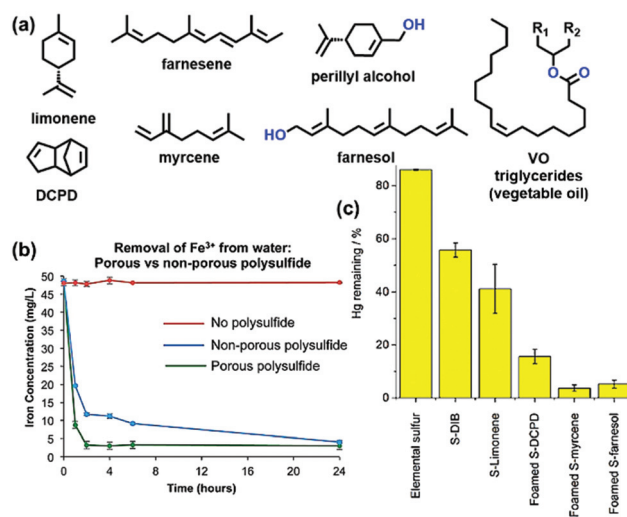 (a)
farnesene
OH
perillyl alcohol
R1 R2
O O
limonene
DCPD
myrcene
HO
farnesol
VO
triglycerides
(vegetable oil)
(b)
Removal of Fe3+ from water:
Porous vs non-porous polysulfide
Iron Concentration (mg/L)
50
45
40
35
30
25
20
15
10
5
0
No polysulfide
Non-porous polysulfide
Porous polysulfide
0 4 8 12 16 20 24
Time (hours)
(c)
Hg remaining / %
80
60
40
20
0
Elemental sulfur
S-DIB
S-Limonene
Foamed S-DCPD
Foamed S-myrcene
Foamed S-farnesol